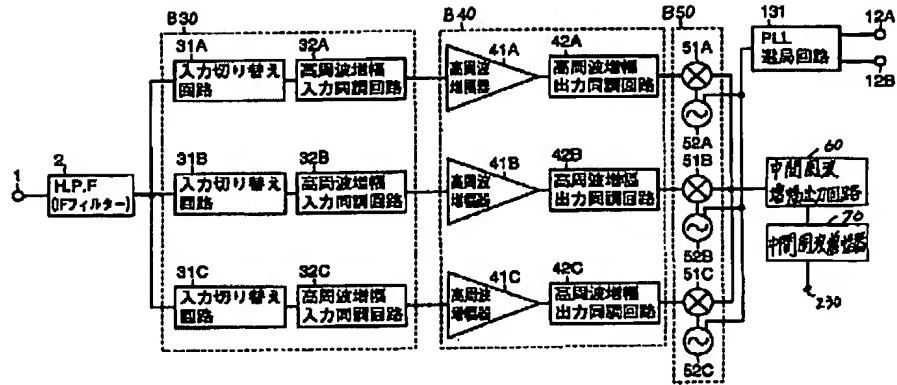 B30
B40
B50
131
12A
12B
31A
32A
41A
42A
51A
52A
入力切り替え
回路
高周波増幅
入力同調回路
高周波
増幅器
高周波増幅
出力同調回路
PLL
選局回路
1
2
H.P.F
(IFフィルター)
31B
32B
41B
42B
51B
52B
入力切り替え
回路
高周波増幅
入力同調回路
高周波
増幅器
高周波増幅
出力同調回路
60
中間周波
70
230
31C
32C
41C
42C
51C
52C
入力切り替え
回路
高周波増幅
入力同調回路
高周波
増幅器
高周波増幅
出力同調回路